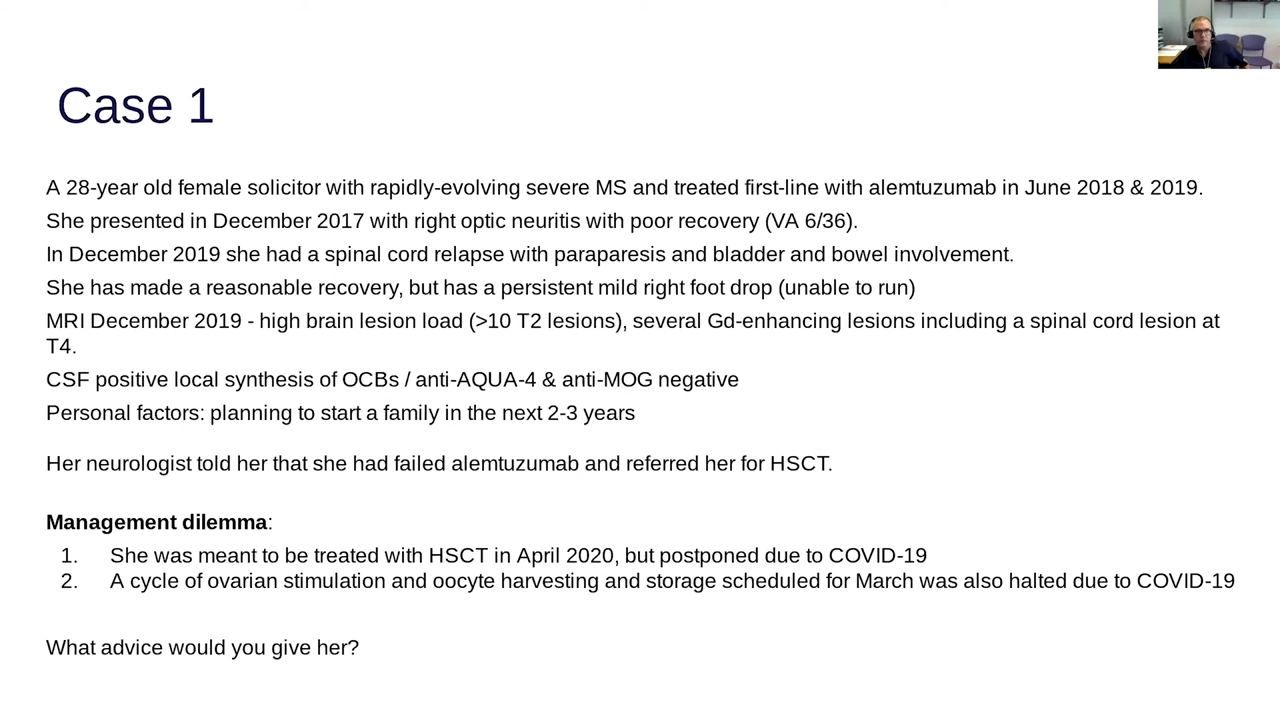 Case 1
A 28-year old female solicitor with rapidly-evolving severe MS and treated first-line with alemtuzumab in June 2018 & 2019.
She presented in December 2017 with right optic neuritis with poor recovery (VA 6/36).
In December 2019 she had a spinal cord relapse with paraparesis and bladder and bowel involvement.
She has made a reasonable recovery, but has a persistent mild right foot drop (unable to run)
MRI December 2019 - high brain lesion load (>10 T2 lesions), several Gd-enhancing lesions including a spinal cord lesion at
T4.
CSF positive local synthesis of OCBs / anti-AQUA-4 & anti-MOG negative
Personal factors: planning to start a family in the next 2-3 years
Her neurologist told her that she had failed alemtuzumab and referred her for HSCT.
Management dilemma:
1. She was meant to be treated with HSCT in April 2020, but postponed due to COVID-19
2. A cycle of ovarian stimulation and oocyte harvesting and storage scheduled for March was also halted due to COVID-19
What advice would you give her?